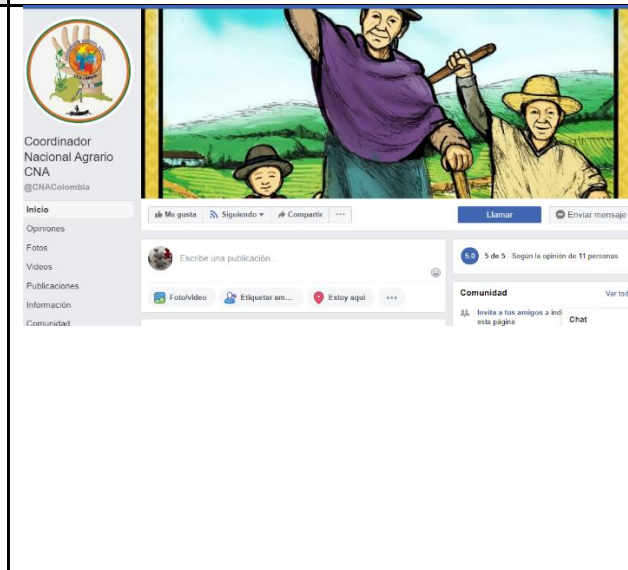 Coordinador
Nacional Agrario
CNA
@CNAColombia
Inicio
Opiniones
Fotos
Videos
Publicaciones
Información
Comunidad
Me gusta Siguiendo Compartir
Llamar Enviar mensaje
Escribe una publicación...
Foto/video Etiquetar am... Estoy aquí
5,0 5 de 5 Según la opinión de 11 personas
Comunidad Ver tod
Invita a tus amigos a ind
esta página
Chat